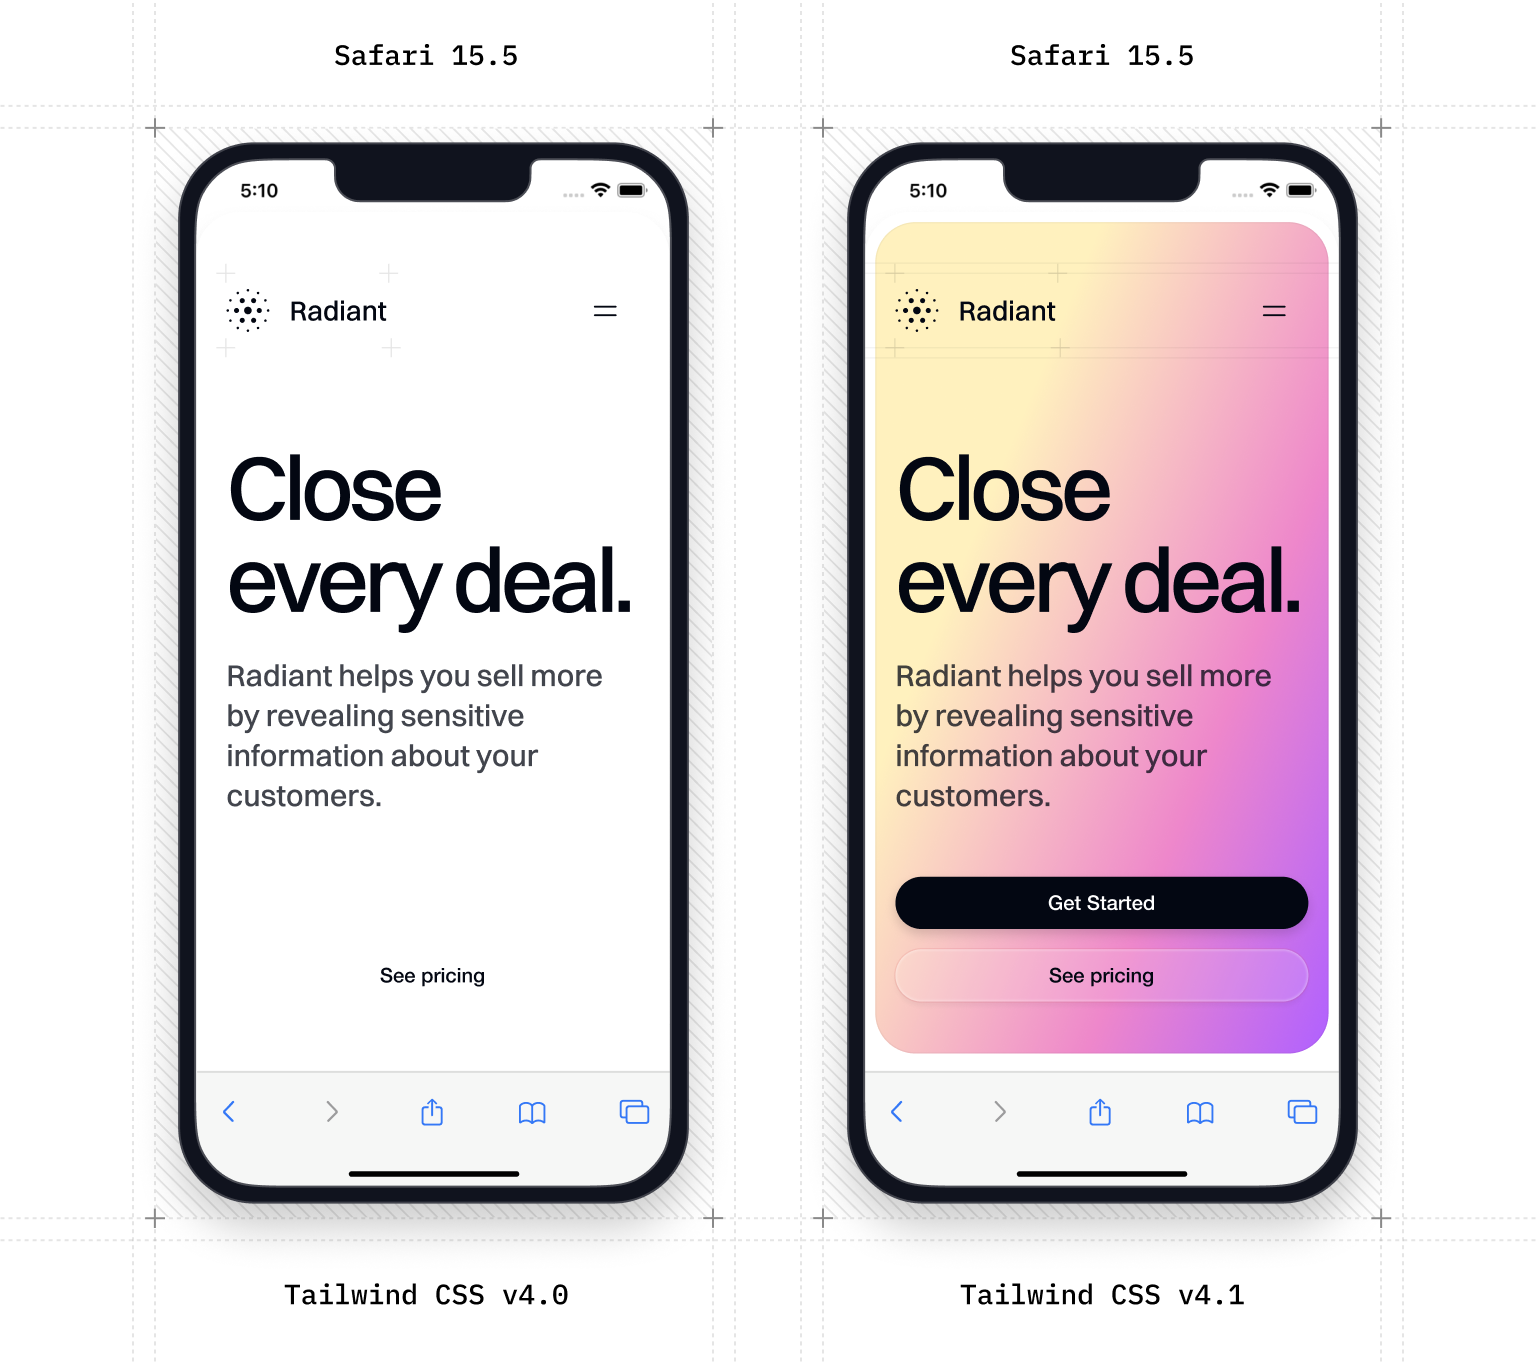 Safari 15.5
Safari 15.5
5:10
Radiant
Close
every deal.
Radiant helps you sell more
by revealing sensitive
information about your
customers.
See pricing
5:10
Radiant
Close
every deal.
Radiant helps you sell more
by revealing sensitive
information about your
customers.
Get Started
See pricing
Tailwind CSS v4.0
Tailwind CSS v4.1